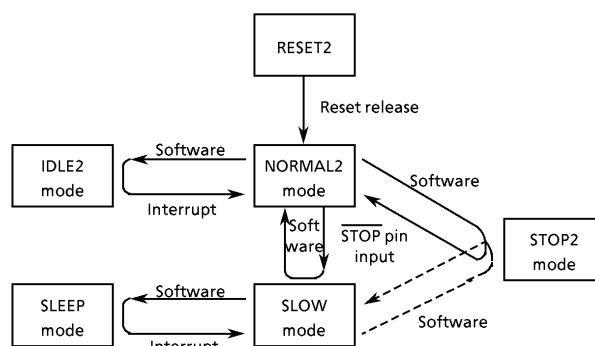 RESET2
Reset release
IDLE2
mode
Software
Interrupt
NORMAL2
mode
Software
Soft
ware
STOP pin
input
STOP2
mode
SLEEP
mode
Software
Interrupt
SLOW
mode
Software